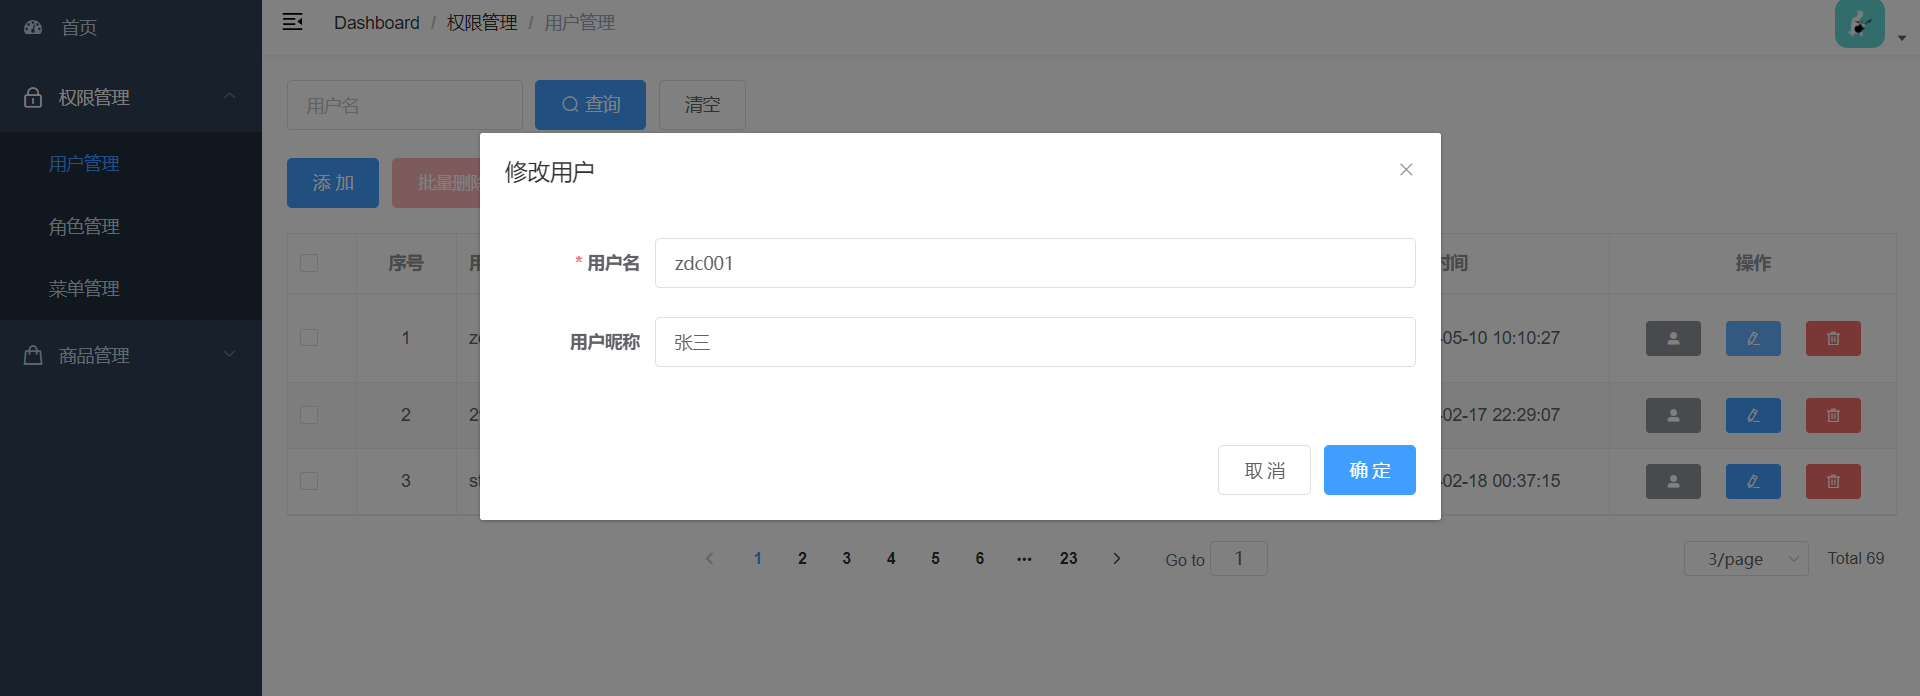 首页
权限管理
用户管理
角色管理
菜单管理
商品管理
Dashboard / 权限管理 / 用户管理
用户名
查询
清空
添 加
批量删除
修改用户
* 用户名
zdc001
用户昵称
张三
取 消
确 定
序号
时间
操作
1
-05-10 10:10:27
2
-02-17 22:29:07
3
-02-18 00:37:15
1 2 3 4 5 6 ••• 23
Go to 1
3/page
Total 69